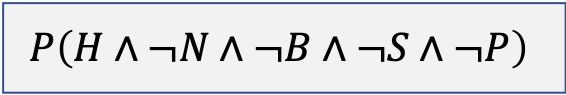 P(H ∧ ¬N ∧ ¬B ∧ ¬S ∧ ¬P)